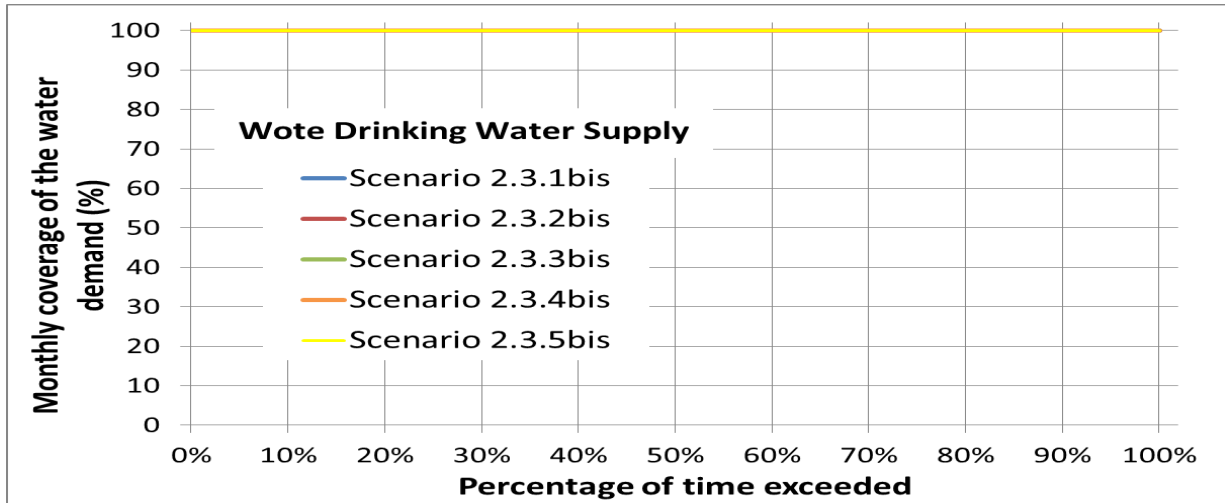 Monthly coverage of the water
demand (%)
100
90
80
70
60
50
40
30
20
10
0
Wote Drinking Water Supply
Scenario 2.3.1bis
Scenario 2.3.2bis
Scenario 2.3.3bis
Scenario 2.3.4bis
Scenario 2.3.5bis
0% 10% 20% 30% 40% 50% 60% 70% 80% 90% 100%
Percentage of time exceeded